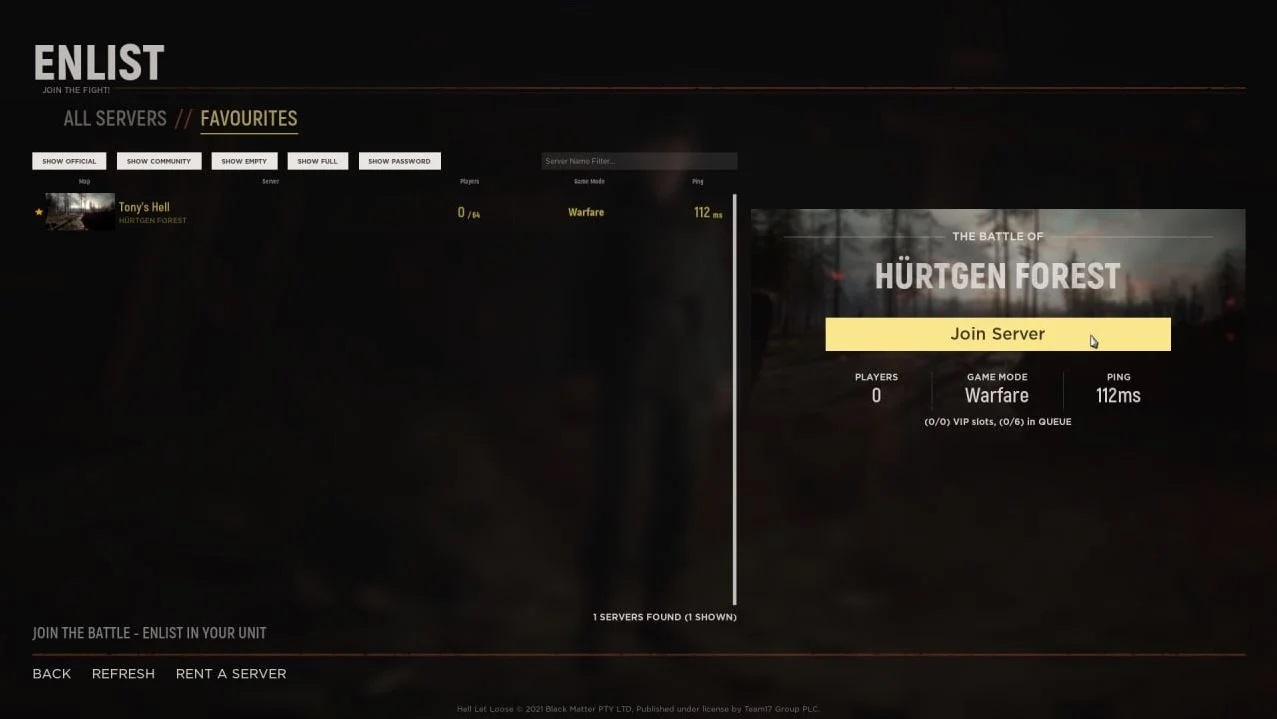 ENLIST
JOIN THE FIGHT!
ALL SERVERS // FAVOURITES
SHOW OFFICIAL SHOW COMMUNITY SHOW EMPTY SHOW FULL SHOW PASSWORD Server Name Filter...
Map Server Players Game Mode Ping
Tony's Hell 0 / 64 Warfare 112 ms
HÜRTGEN FOREST
THE BATTLE OF
HÜRTGEN FOREST
Join Server
PLAYERS GAME MODE PING
0 Warfare 112ms
(0/0) VIP slots, (0/6) in QUEUE
1 SERVERS FOUND (1 SHOWN)
JOIN THE BATTLE - ENLIST IN YOUR UNIT
BACK REFRESH RENT A SERVER
Hell Let Loose © 2021 Black Matter PTY LTD, Published under license by Team17 Group PLC.